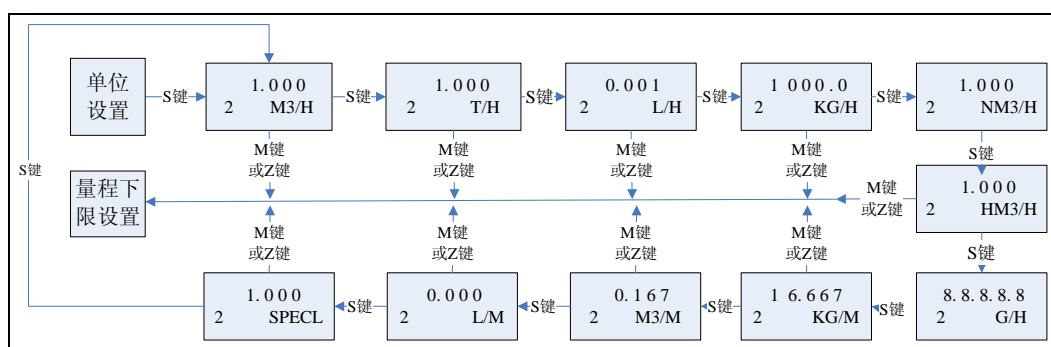 单位
设置
S键
1.000
2 M3/H
S键
1.000
2 T/H
S键
0.001
2 L/H
S键
1 000.0
2 KG/H
S键
1.000
2 NM3/H
S键
M键
或Z键
M键
或Z键
M键
或Z键
M键
或Z键
S键
量程下
限设置
M键
或Z键
1.000
2 HM3/H
M键
或Z键
M键
或Z键
M键
或Z键
M键
或Z键
S键
1.000
2 SPECL
S键
0.000
2 L/M
S键
0.167
2 M3/M
S键
1 6.667
2 KG/M
S键
8.8.8.8.8
2 G/H